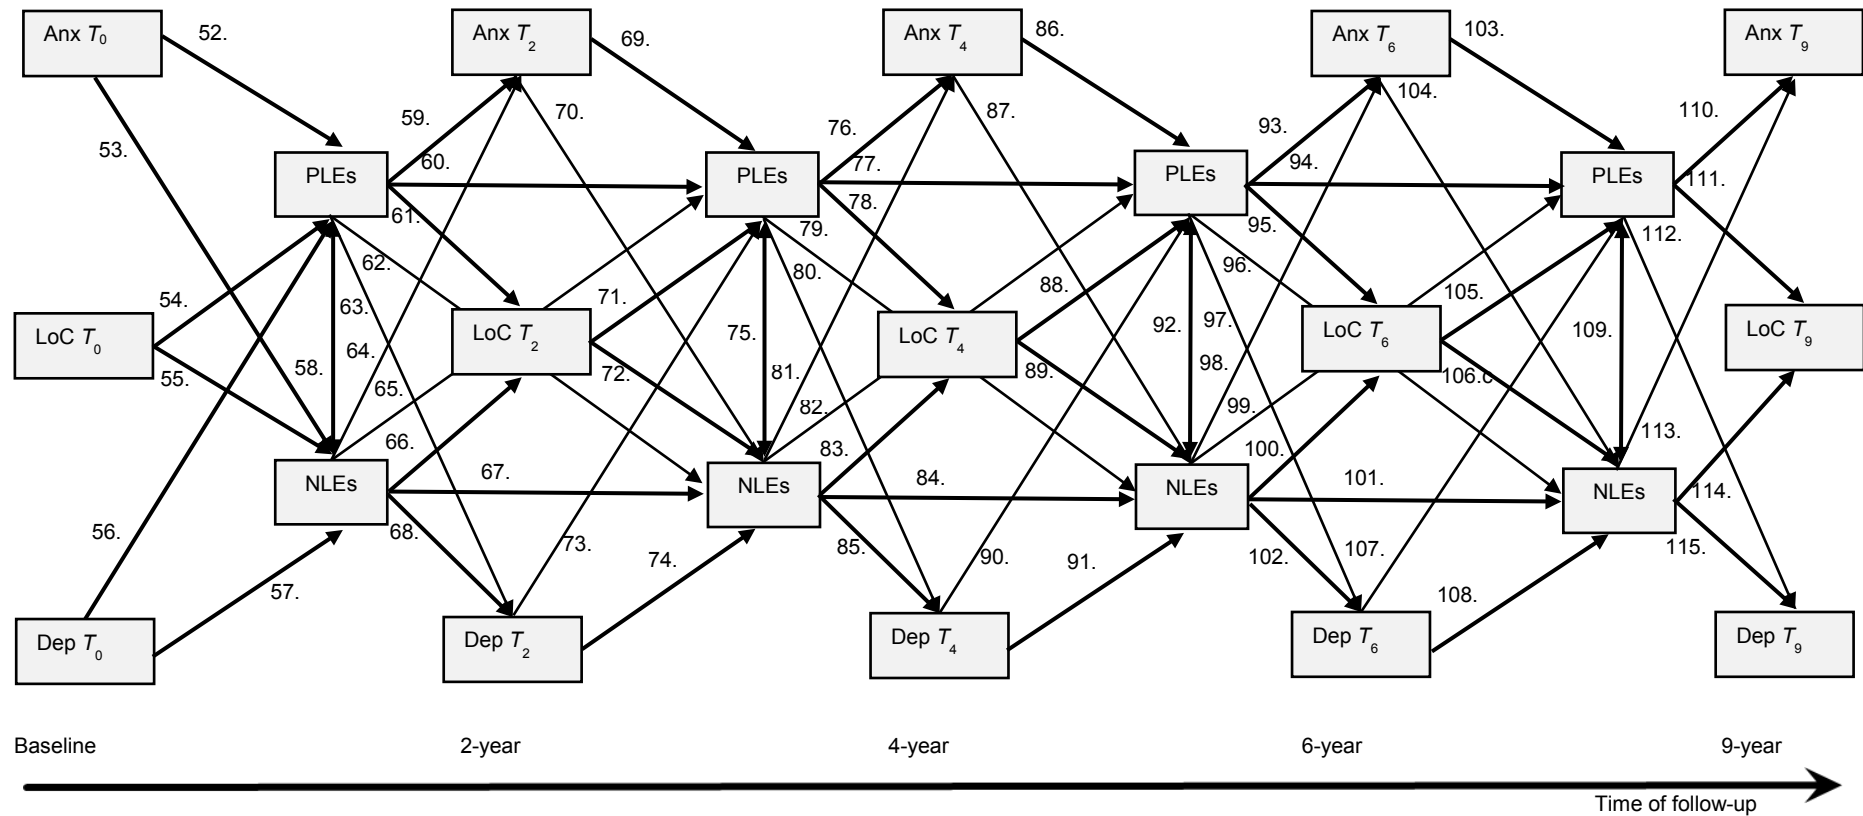 Anx T0
52.
Anx T2
69.
Anx T4
86.
Anx T6
103.
Anx T9
53.
59.
70.
76.
87.
93.
104.
110.
PLEs
60.
PLEs
77.
PLEs
94.
PLEs
111.
61.
78.
95.
112.
62.
79.
80.
96.
54.
63.
71.
88.
97.
105.
LoC T0
64.
LoC T2
75.
LoC T4
92.
LoC T6
109.
LoC T9
55.
58.
65.
72.
81.
89.
98.
106.c
66.
82.
99.
NLEs
67.
83.
NLEs
84.
100.
NLEs
101.
113.
NLEs
114.
56.
68.
73.
85.
90.
102.
107.
115.
57.
74.
91.
108.
Dep T0
Dep T2
Dep T4
Dep T6
Dep T9
Baseline
2-year
4-year
6-year
9-year
Time of follow-up